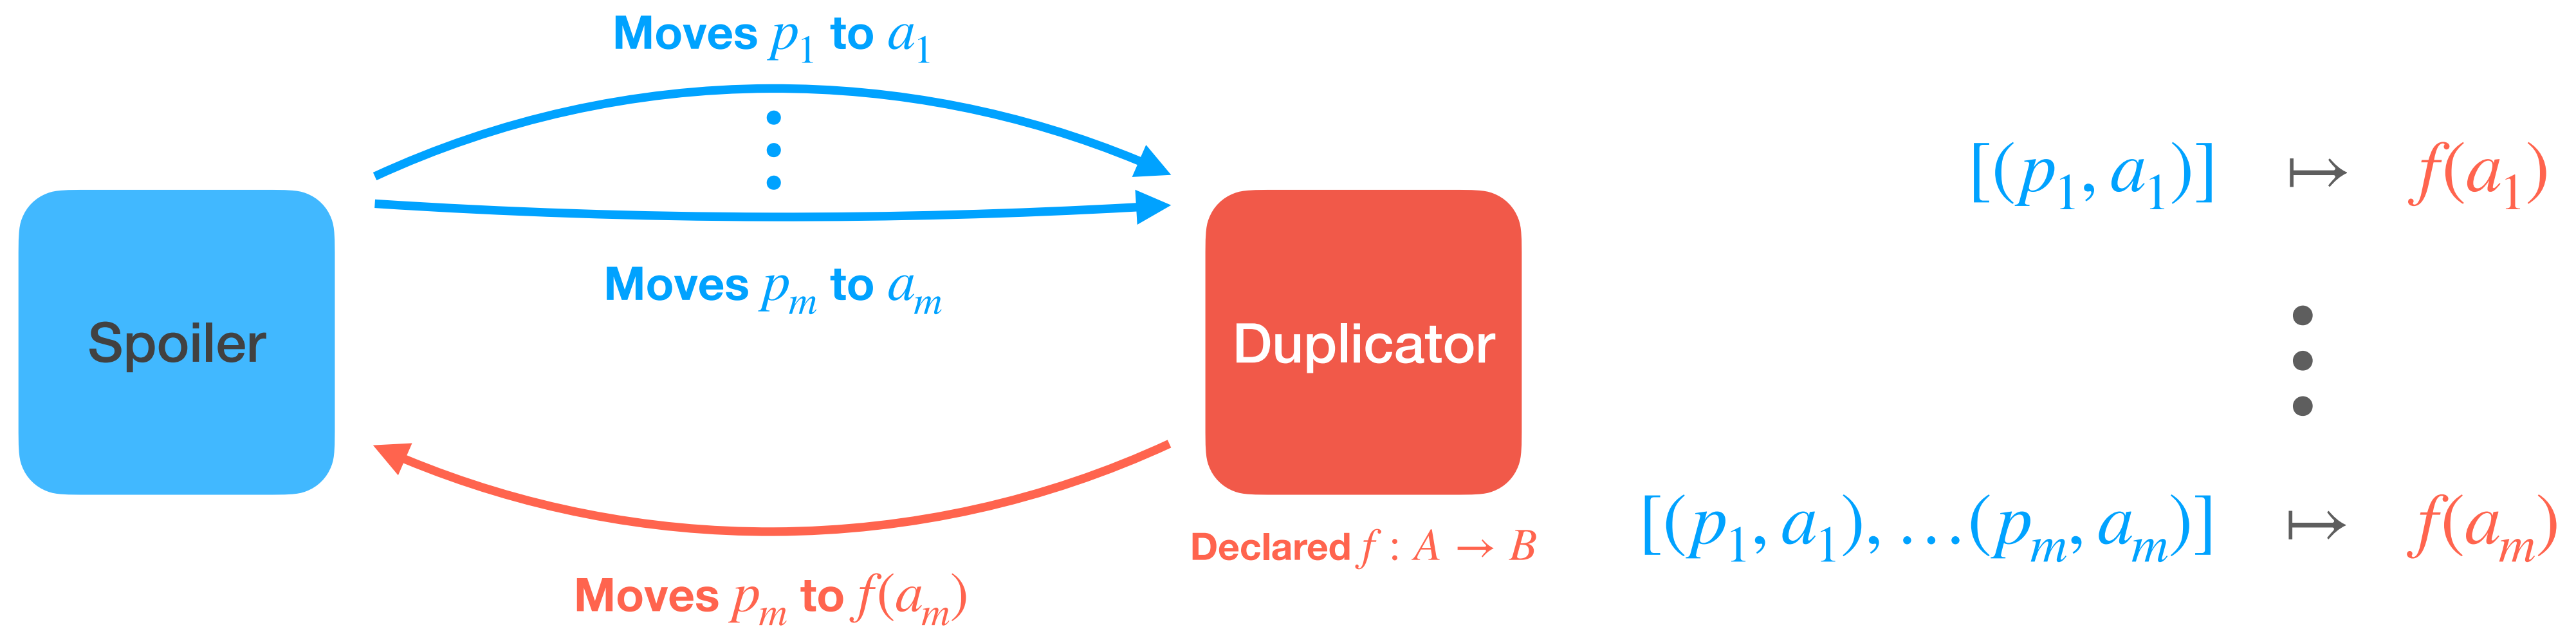 Moves p₁ to a₁
Moves pₘ to aₘ
Spoiler
Duplicator
Declared f : A → B
Moves pₘ to f(aₘ)
[(p₁, a₁)] ↦ f(a₁)
[(p₁, a₁), …(pₘ, aₘ)] ↦ f(aₘ)